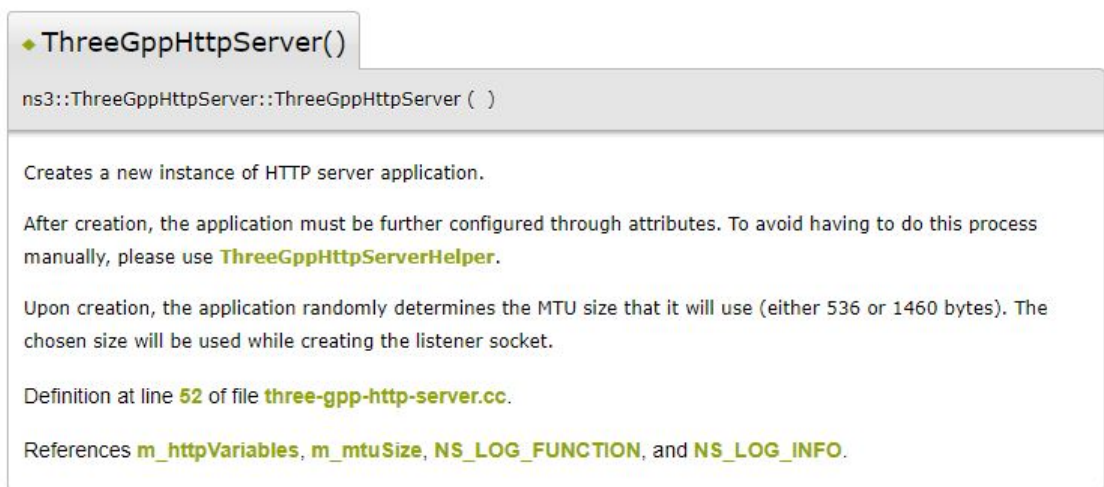 ThreeGppHttpServer()
ns3::ThreeGppHttpServer::ThreeGppHttpServer ( )
Creates a new instance of HTTP server application.
After creation, the application must be further configured through attributes. To avoid having to do this process
manually, please use ThreeGppHttpServerHelper.
Upon creation, the application randomly determines the MTU size that it will use (either 536 or 1460 bytes). The
chosen size will be used while creating the listener socket.
Definition at line 52 of file three-gpp-http-server.cc.
References m_httpVariables, m_mtuSize, NS_LOG_FUNCTION, and NS_LOG_INFO.